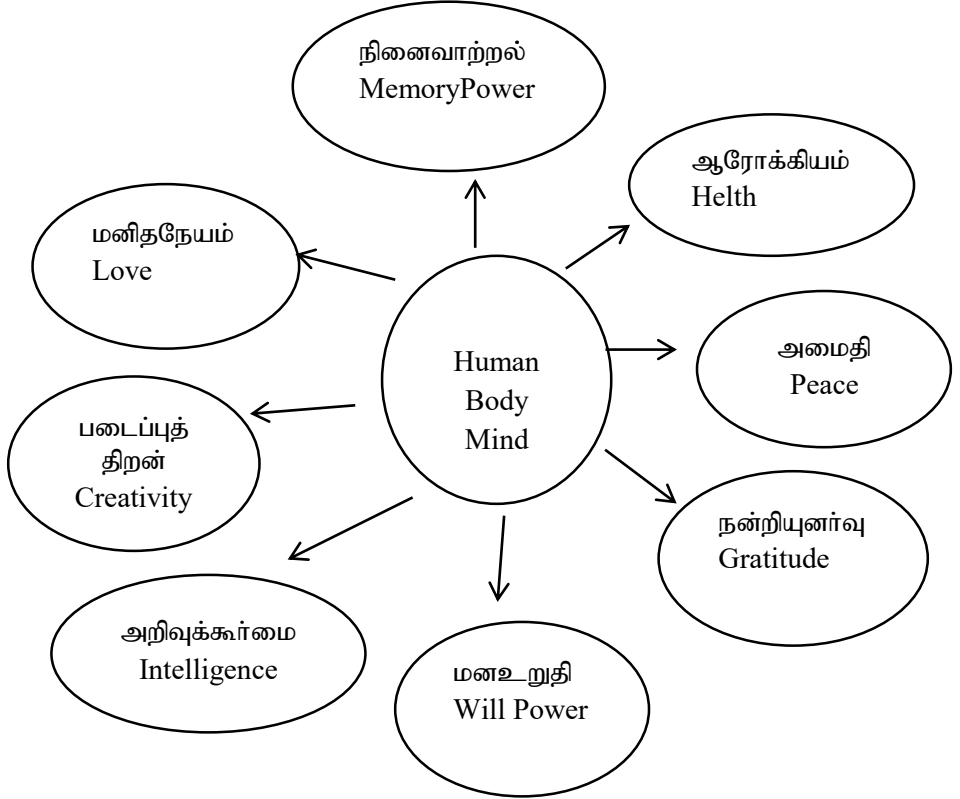 நினைவாற்றல்
MemoryPower
ஆரோக்கியம்
Helth
மனிதநேயம்
Love
அமைதி
Peace
Human
Body
Mind
படைப்புத்
திறன்
Creativity
நன்றியுனர்வு
Gratitude
அறிவுக்கூர்மை
Intelligence
மனஉறுதி
Will Power